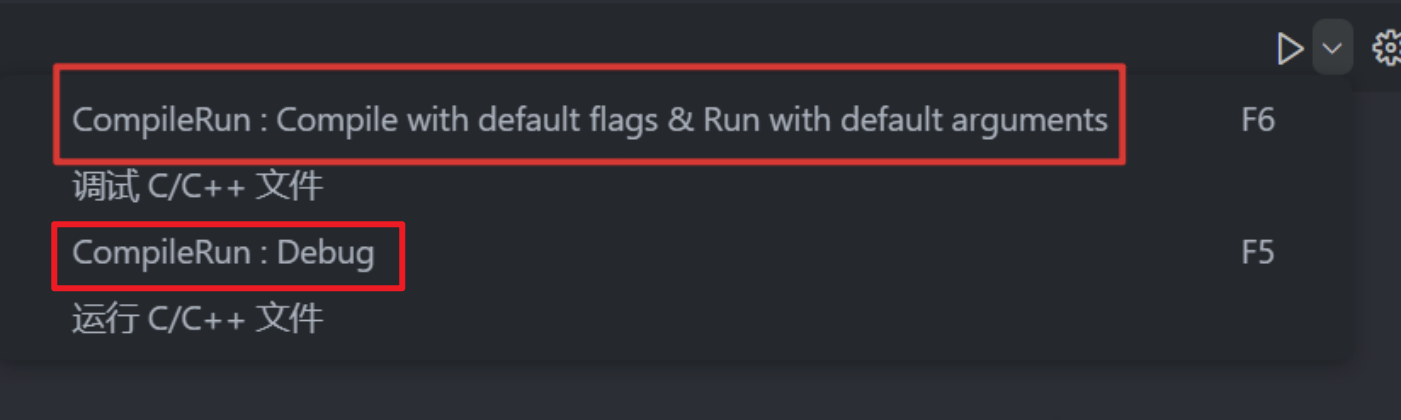 CompileRun : Compile with default flags & Run with default arguments F6
调试 C/C++ 文件
CompileRun : Debug F5
运行 C/C++ 文件